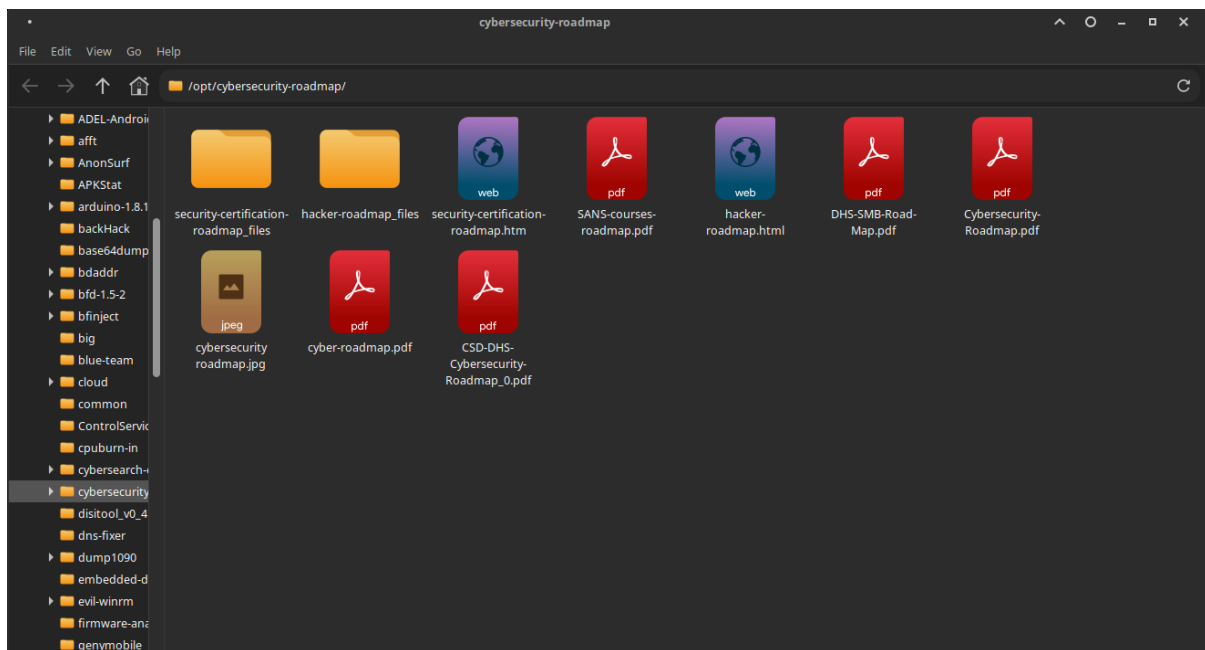 cybersecurity-roadmap
File Edit View Go Help
/opt/cybersecurity-roadmap/
ADEL-Androi
afft
AnonSurf
APKStat
arduino-1.8.1
backHack
base64dump
bdaddr
bfd-1.5-2
bfinject
big
blue-team
cloud
common
ControlServic
cpuburn-in
cybersearch-
cybersecurity
disitool_v0_4
dns-fixer
dump1090
embedded-d
evil-winrm
firmware-ana
genymobile
security-certification-
roadmap_files
hacker-roadmap_files
web
security-certification-
roadmap.htm
pdf
SANS-courses-
roadmap.pdf
web
hacker-
roadmap.html
pdf
DHS-SMB-Road-
Map.pdf
pdf
Cybersecurity-
Roadmap.pdf
jpeg
cybersecurity
roadmap.jpg
pdf
cyber-roadmap.pdf
pdf
CSD-DHS-
Cybersecurity-
Roadmap_0.pdf